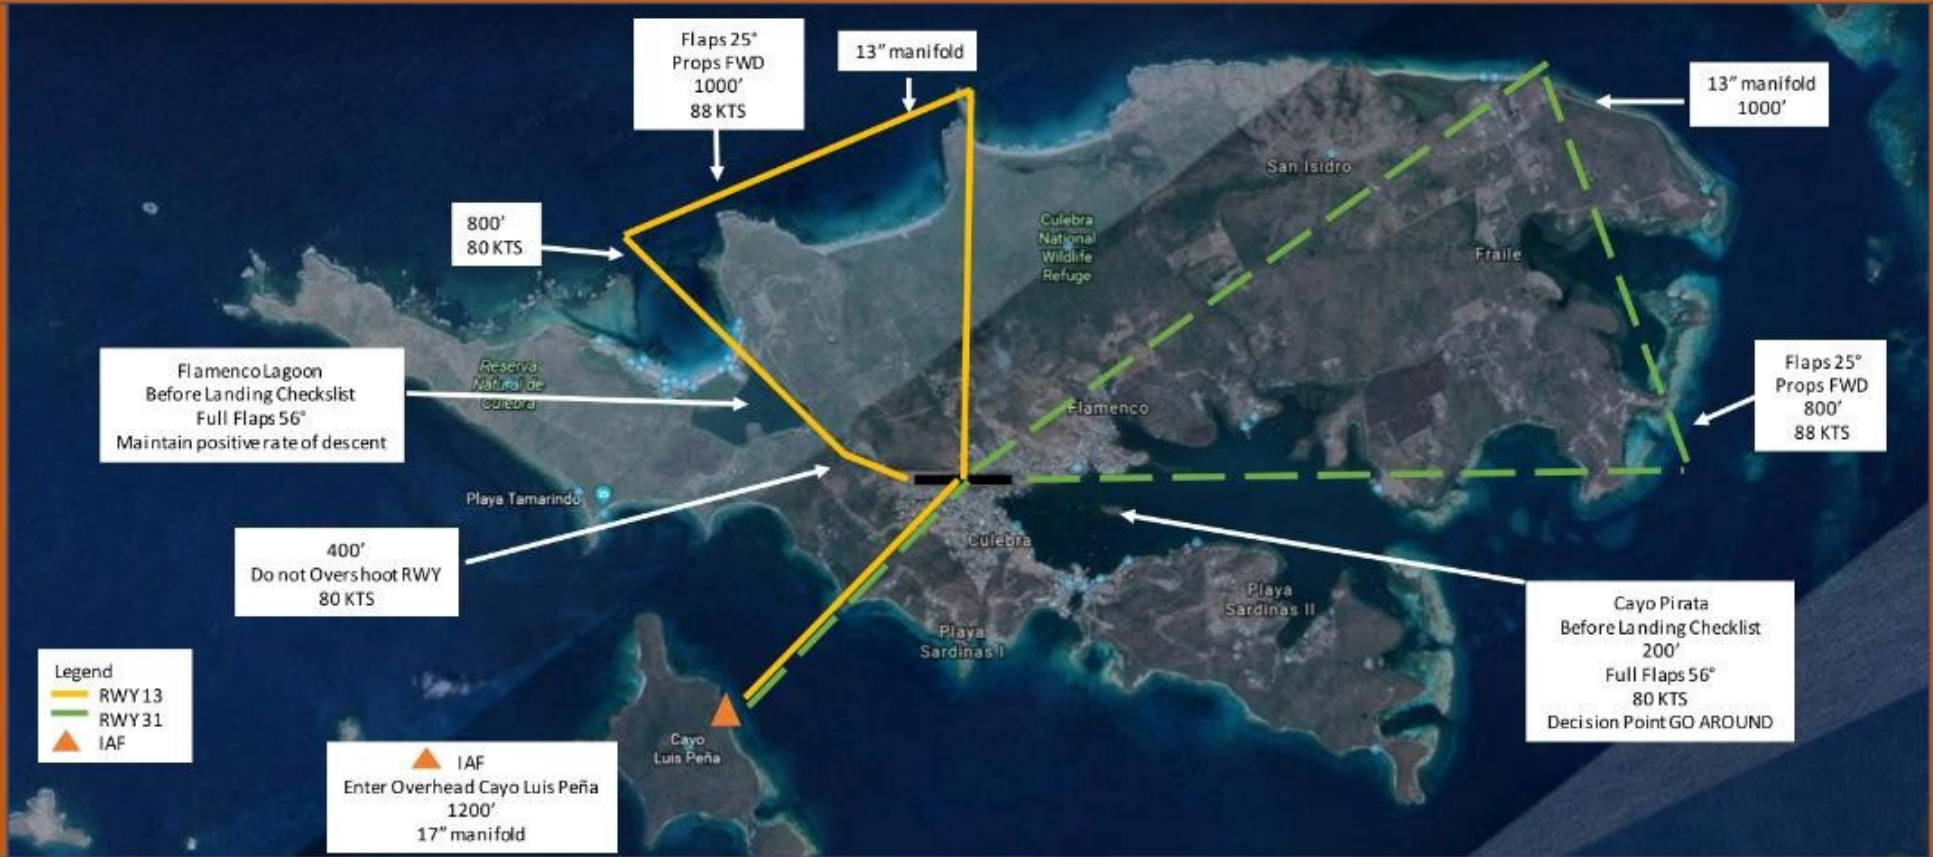 Flaps 25°
Props FWD
1000’
88 KTS
13” manifold
13” manifold
1000’
San Isidro
800’
80 KTS
Culebra
National
Wildlife
Refuge
Fraile
Flamenco Lagoon
Before Landing Checkslist
Full Flaps 56°
Maintain positive rate of descent
Reserva
Natural de
Culebra
Flaps 25°
Props FWD
800’
88 KTS
Flamenco
Playa Tamarindo
400’
Do not Overshoot RWY
80 KTS
Culebra
Playa
Sardinas II
Playa
Sardinas I
Cayo Pirata
Before Landing Checklist
200’
Full Flaps 56°
80 KTS
Decision Point GO AROUND
Legend
RWY 13
RWY 31
IAF
Cayo
Luis Peña
IAF
Enter Overhead Cayo Luis Peña
1200’
17” manifold